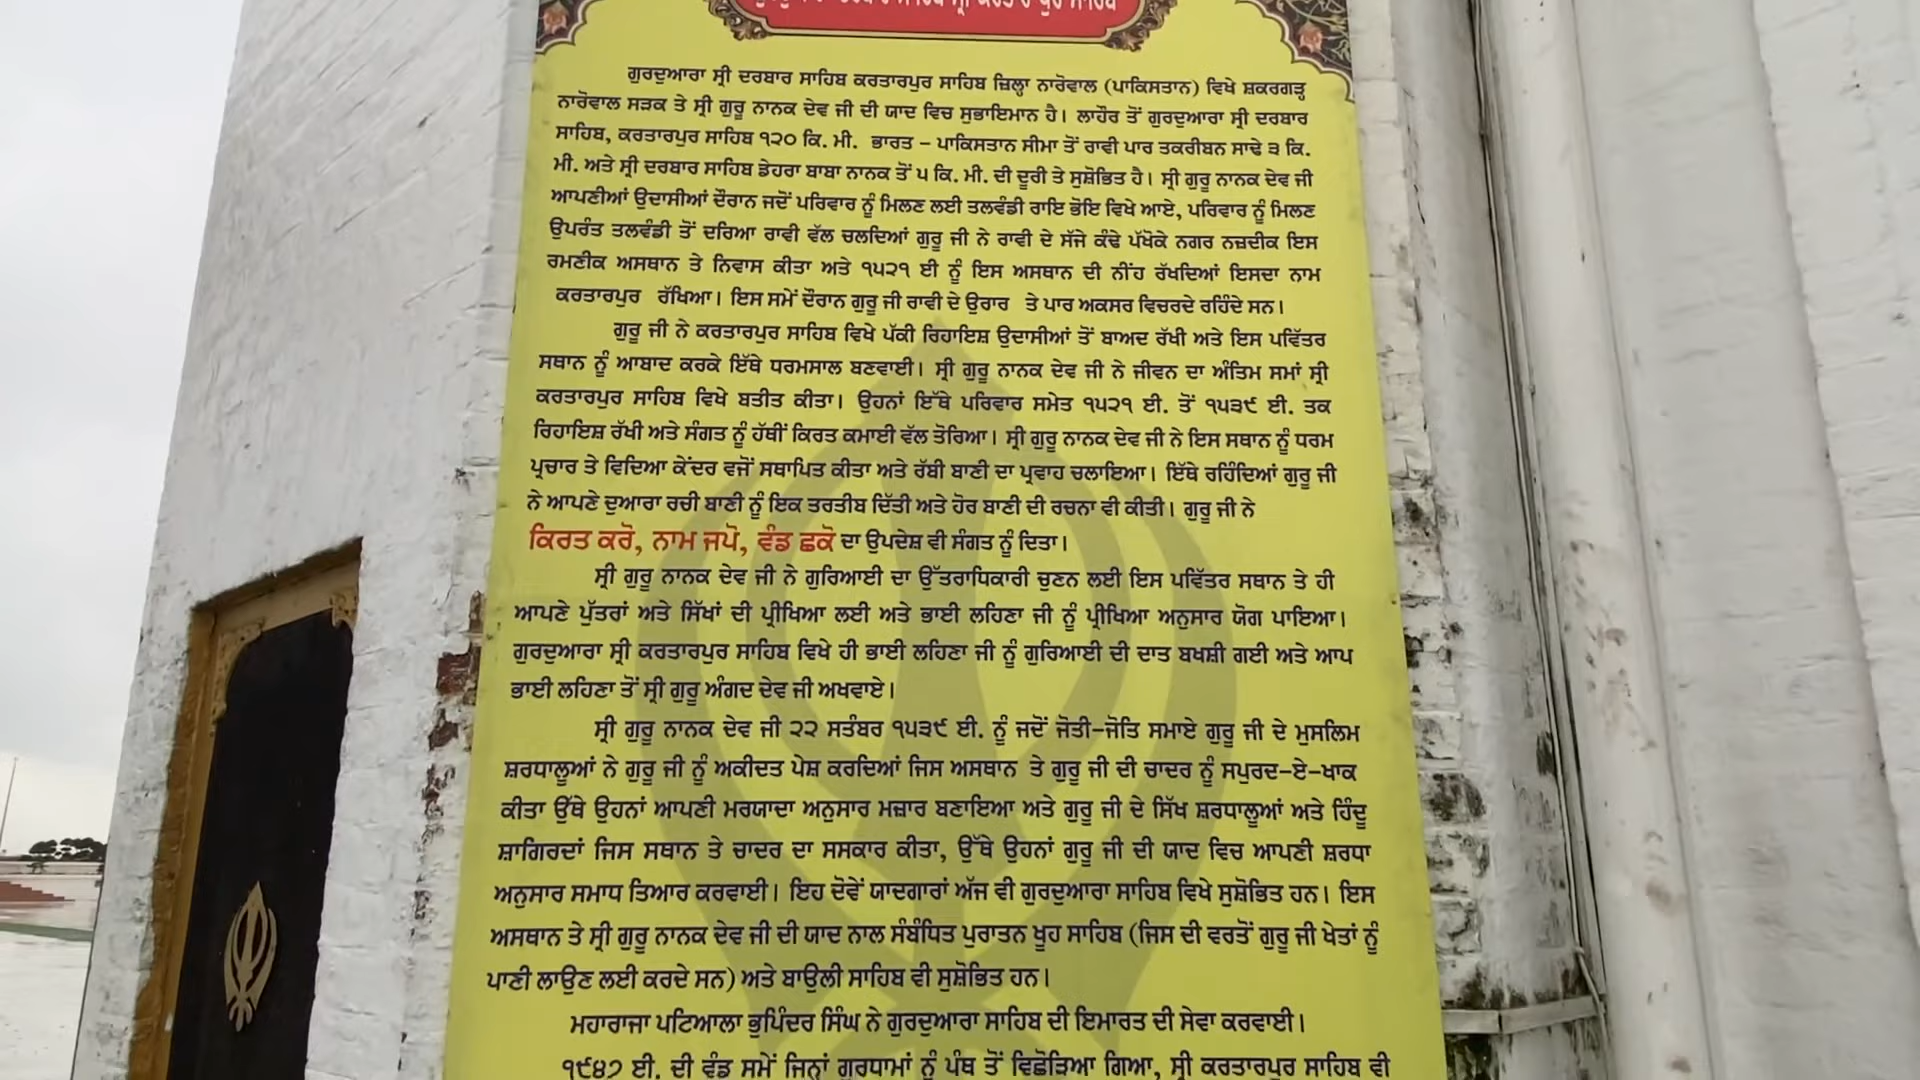 ਗੁਰਦੁਆਰਾ ਸ੍ਰੀ ਦਰਬਾਰ ਸਾਹਿਬ ਕਰਤਾਰਪੁਰ ਸਾਹਿਬ ਜ਼ਿਲ੍ਹਾ ਨਾਰੋਵਾਲ (ਪਾਕਿਸਤਾਨ) ਵਿਖੇ ਸ਼ਕਰਗੜ੍ਹ
ਨਾਰੋਵਾਲ ਸੜਕ ਤੇ ਸ੍ਰੀ ਗੁਰੂ ਨਾਨਕ ਦੇਵ ਜੀ ਦੀ ਯਾਦ ਵਿਚ ਸੁਭਾਇਮਾਨ ਹੈ। ਲਾਹੌਰ ਤੋਂ ਗੁਰਦੁਆਰਾ ਸ੍ਰੀ ਦਰਬਾਰ
ਸਾਹਿਬ, ਕਰਤਾਰਪੁਰ ਸਾਹਿਬ ੧੨੦ ਕਿ. ਮੀ. ਭਾਰਤ – ਪਾਕਿਸਤਾਨ ਸੀਮਾ ਤੋਂ ਰਾਵੀ ਪਾਰ ਤਕਰੀਬਨ ਸਾਢੇ ੩ ਕਿ.
ਮੀ. ਅਤੇ ਸ੍ਰੀ ਦਰਬਾਰ ਸਾਹਿਬ ਡੇਹਰਾ ਬਾਬਾ ਨਾਨਕ ਤੋਂ ੫ ਕਿ. ਮੀ. ਦੀ ਦੂਰੀ ਤੇ ਸੁਸ਼ੋਭਿਤ ਹੈ। ਸ੍ਰੀ ਗੁਰੂ ਨਾਨਕ ਦੇਵ ਜੀ
ਆਪਣੀਆਂ ਉਦਾਸੀਆਂ ਦੌਰਾਨ ਜਦੋਂ ਪਰਿਵਾਰ ਨੂੰ ਮਿਲਣ ਲਈ ਤਲਵੰਡੀ ਰਾਇ ਭੋਇ ਵਿਖੇ ਆਏ, ਪਰਿਵਾਰ ਨੂੰ ਮਿਲਣ
ਉਪਰੰਤ ਤਲਵੰਡੀ ਤੋਂ ਦਰਿਆ ਰਾਵੀ ਵੱਲ ਚਲਦਿਆਂ ਗੁਰੂ ਜੀ ਨੇ ਰਾਵੀ ਦੇ ਸੱਜੇ ਕੰਢੇ ਪੱਖੋਕੇ ਨਗਰ ਨਜ਼ਦੀਕ ਇਸ
ਰਮਣੀਕ ਅਸਥਾਨ ਤੇ ਨਿਵਾਸ ਕੀਤਾ ਅਤੇ ੧੫੨੧ ਈ ਨੂੰ ਇਸ ਅਸਥਾਨ ਦੀ ਨੀਂਹ ਰੱਖਦਿਆਂ ਇਸਦਾ ਨਾਮ
ਕਰਤਾਰਪੁਰ ਰੱਖਿਆ। ਇਸ ਸਮੇਂ ਦੌਰਾਨ ਗੁਰੂ ਜੀ ਰਾਵੀ ਦੇ ਉਰਾਰ ਤੇ ਪਾਰ ਅਕਸਰ ਵਿਚਰਦੇ ਰਹਿੰਦੇ ਸਨ।
ਗੁਰੂ ਜੀ ਨੇ ਕਰਤਾਰਪੁਰ ਸਾਹਿਬ ਵਿਖੇ ਪੱਕੀ ਰਿਹਾਇਸ਼ ਉਦਾਸੀਆਂ ਤੋਂ ਬਾਅਦ ਰੱਖੀ ਅਤੇ ਇਸ ਪਵਿੱਤਰ
ਸਥਾਨ ਨੂੰ ਆਬਾਦ ਕਰਕੇ ਇੱਥੇ ਧਰਮਸਾਲ ਬਣਵਾਈ। ਸ੍ਰੀ ਗੁਰੂ ਨਾਨਕ ਦੇਵ ਜੀ ਨੇ ਜੀਵਨ ਦਾ ਅੰਤਿਮ ਸਮਾਂ ਸ੍ਰੀ
ਕਰਤਾਰਪੁਰ ਸਾਹਿਬ ਵਿਖੇ ਬਤੀਤ ਕੀਤਾ। ਉਹਨਾਂ ਇੱਥੇ ਪਰਿਵਾਰ ਸਮੇਤ ੧੫੨੧ ਈ. ਤੋਂ ੧੫੩੯ ਈ. ਤਕ
ਰਿਹਾਇਸ਼ ਰੱਖੀ ਅਤੇ ਸੰਗਤ ਨੂੰ ਹੱਥੀਂ ਕਿਰਤ ਕਮਾਈ ਵੱਲ ਤੋਰਿਆ। ਸ੍ਰੀ ਗੁਰੂ ਨਾਨਕ ਦੇਵ ਜੀ ਨੇ ਇਸ ਸਥਾਨ ਨੂੰ ਧਰਮ
ਪ੍ਰਚਾਰ ਤੇ ਵਿਦਿਆ ਕੇਂਦਰ ਵਜੋਂ ਸਥਾਪਿਤ ਕੀਤਾ ਅਤੇ ਰੱਬੀ ਬਾਣੀ ਦਾ ਪ੍ਰਵਾਹ ਚਲਾਇਆ। ਇੱਥੇ ਰਹਿੰਦਿਆਂ ਗੁਰੂ ਜੀ
ਨੇ ਆਪਣੇ ਦੁਆਰਾ ਰਚੀ ਬਾਣੀ ਨੂੰ ਇਕ ਤਰਤੀਬ ਦਿੱਤੀ ਅਤੇ ਹੋਰ ਬਾਣੀ ਦੀ ਰਚਨਾ ਵੀ ਕੀਤੀ। ਗੁਰੂ ਜੀ ਨੇ
ਕਿਰਤ ਕਰੋ, ਨਾਮ ਜਪੋ, ਵੰਡ ਛਕੋ ਦਾ ਉਪਦੇਸ਼ ਵੀ ਸੰਗਤ ਨੂੰ ਦਿਤਾ।
ਸ੍ਰੀ ਗੁਰੂ ਨਾਨਕ ਦੇਵ ਜੀ ਨੇ ਗੁਰਿਆਈ ਦਾ ਉੱਤਰਾਧਿਕਾਰੀ ਚੁਣਨ ਲਈ ਇਸ ਪਵਿੱਤਰ ਸਥਾਨ ਤੇ ਹੀ
ਆਪਣੇ ਪੁੱਤਰਾਂ ਅਤੇ ਸਿੱਖਾਂ ਦੀ ਪ੍ਰੀਖਿਆ ਲਈ ਅਤੇ ਭਾਈ ਲਹਿਣਾ ਜੀ ਨੂੰ ਪ੍ਰੀਖਿਆ ਅਨੁਸਾਰ ਯੋਗ ਪਾਇਆ।
ਗੁਰਦੁਆਰਾ ਸ੍ਰੀ ਕਰਤਾਰਪੁਰ ਸਾਹਿਬ ਵਿਖੇ ਹੀ ਭਾਈ ਲਹਿਣਾ ਜੀ ਨੂੰ ਗੁਰਿਆਈ ਦੀ ਦਾਤ ਬਖਸ਼ੀ ਗਈ ਅਤੇ ਆਪ
ਭਾਈ ਲਹਿਣਾ ਤੋਂ ਸ੍ਰੀ ਗੁਰੂ ਅੰਗਦ ਦੇਵ ਜੀ ਅਖਵਾਏ।
ਸ੍ਰੀ ਗੁਰੂ ਨਾਨਕ ਦੇਵ ਜੀ ੨੨ ਸਤੰਬਰ ੧੫੩੯ ਈ. ਨੂੰ ਜਦੋਂ ਜੋਤੀ–ਜੋਤਿ ਸਮਾਏ ਗੁਰੂ ਜੀ ਦੇ ਮੁਸਲਿਮ
ਸ਼ਰਧਾਲੂਆਂ ਨੇ ਗੁਰੂ ਜੀ ਨੂੰ ਅਕੀਦਤ ਪੇਸ਼ ਕਰਦਿਆਂ ਜਿਸ ਅਸਥਾਨ ਤੇ ਗੁਰੂ ਜੀ ਦੀ ਚਾਦਰ ਨੂੰ ਸਪੁਰਦ–ਏ–ਖਾਕ
ਕੀਤਾ ਉੱਥੇ ਉਹਨਾਂ ਆਪਣੀ ਮਰਯਾਦਾ ਅਨੁਸਾਰ ਮਜ਼ਾਰ ਬਣਾਇਆ ਅਤੇ ਗੁਰੂ ਜੀ ਦੇ ਸਿੱਖ ਸ਼ਰਧਾਲੂਆਂ ਅਤੇ ਹਿੰਦੂ
ਸ਼ਾਗਿਰਦਾਂ ਜਿਸ ਸਥਾਨ ਤੇ ਚਾਦਰ ਦਾ ਸਸਕਾਰ ਕੀਤਾ, ਉੱਥੇ ਉਹਨਾਂ ਗੁਰੂ ਜੀ ਦੀ ਯਾਦ ਵਿਚ ਆਪਣੀ ਸ਼ਰਧਾ
ਅਨੁਸਾਰ ਸਮਾਧ ਤਿਆਰ ਕਰਵਾਈ। ਇਹ ਦੋਵੇਂ ਯਾਦਗਾਰਾਂ ਅੱਜ ਵੀ ਗੁਰਦੁਆਰਾ ਸਾਹਿਬ ਵਿਖੇ ਸੁਸ਼ੋਭਿਤ ਹਨ। ਇਸ
ਅਸਥਾਨ ਤੇ ਸ੍ਰੀ ਗੁਰੂ ਨਾਨਕ ਦੇਵ ਜੀ ਦੀ ਯਾਦ ਨਾਲ ਸੰਬੰਧਿਤ ਪੁਰਾਤਨ ਖੂਹ ਸਾਹਿਬ (ਜਿਸ ਦੀ ਵਰਤੋਂ ਗੁਰੂ ਜੀ ਖੇਤਾਂ ਨੂੰ
ਪਾਣੀ ਲਾਉਣ ਲਈ ਕਰਦੇ ਸਨ) ਅਤੇ ਬਾਉਲੀ ਸਾਹਿਬ ਵੀ ਸੁਸ਼ੋਭਿਤ ਹਨ।
ਮਹਾਰਾਜਾ ਪਟਿਆਲਾ ਭੁਪਿੰਦਰ ਸਿੰਘ ਨੇ ਗੁਰਦੁਆਰਾ ਸਾਹਿਬ ਦੀ ਇਮਾਰਤ ਦੀ ਸੇਵਾ ਕਰਵਾਈ।
੧੯੪੭ ਈ. ਦੀ ਵੰਡ ਸਮੇਂ ਜਿਨ੍ਹਾਂ ਗੁਰਧਾਮਾਂ ਨੂੰ ਪੰਥ ਤੋਂ ਵਿਛੋੜਿਆ ਗਿਆ, ਸ੍ਰੀ ਕਰਤਾਰਪੁਰ ਸਾਹਿਬ ਵੀ